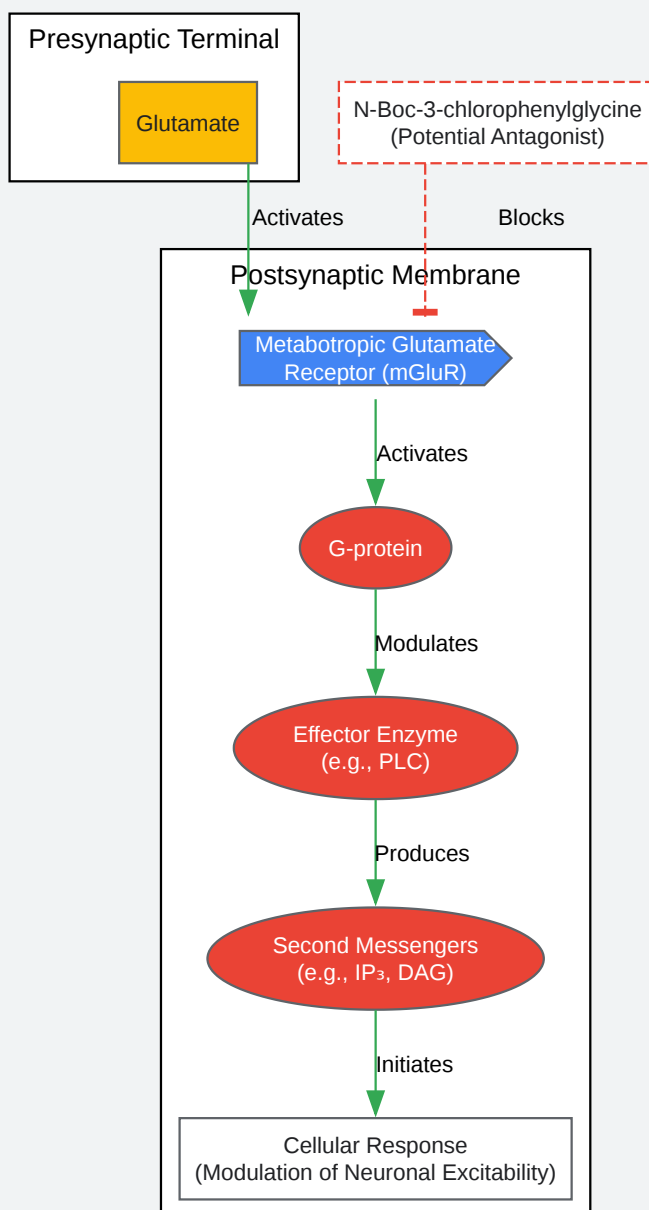 Presynaptic Terminal
Glutamate
N-Boc-3-chlorophenylglycine
(Potential Antagonist)
Activates
Blocks
Postsynaptic Membrane
Metabotropic Glutamate
Receptor (mGluR)
Activates
G-protein
Modulates
Effector Enzyme
(e.g., PLC)
Produces
Second Messengers
(e.g., IP₃, DAG)
Initiates
Cellular Response
(Modulation of Neuronal Excitability)